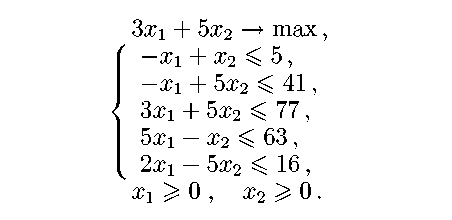 3x₁ + 5x₂ → max ,
−x₁ + x₂ ⩽ 5 ,
−x₁ + 5x₂ ⩽ 41 ,
3x₁ + 5x₂ ⩽ 77 ,
5x₁ − x₂ ⩽ 63 ,
2x₁ − 5x₂ ⩽ 16 ,
x₁ ⩾ 0 , x₂ ⩾ 0 .